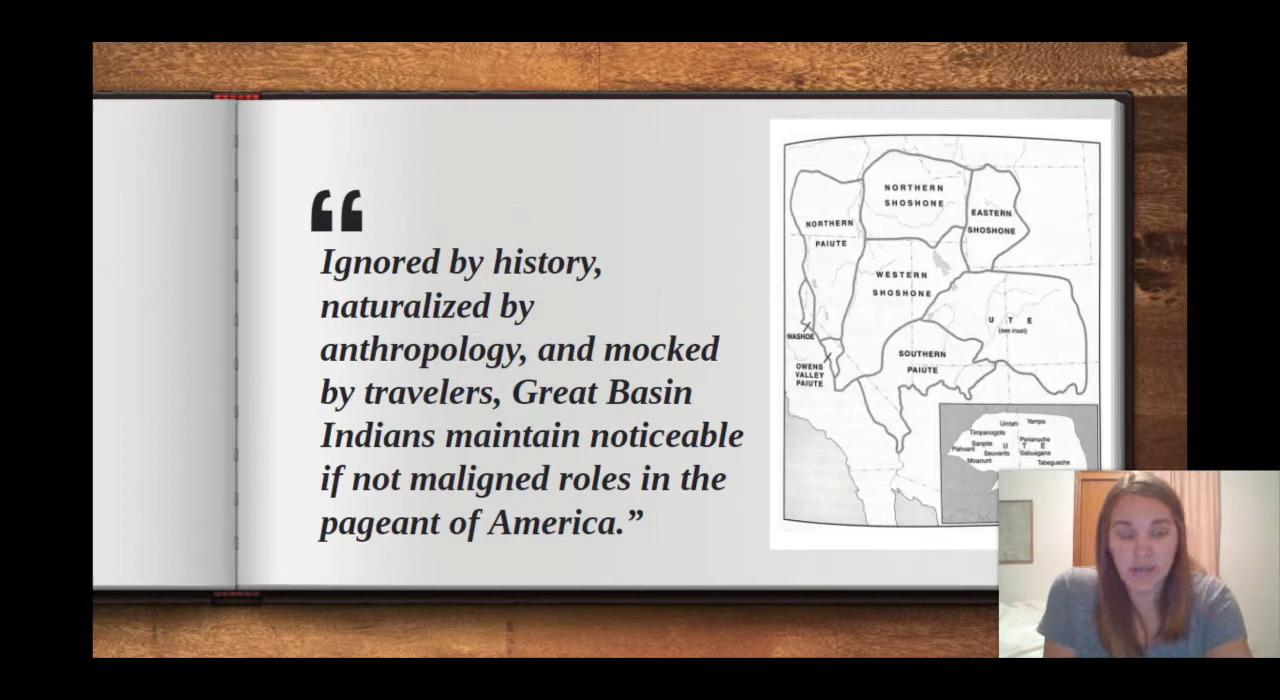 “
Ignored by history,
naturalized by
anthropology, and mocked
by travelers, Great Basin
Indians maintain noticeable
if not maligned roles in the
pageant of America.”
NORTHERN
SHOSHONE
EASTERN
SHOSHONE
NORTHERN
PAIUTE
WESTERN
SHOSHONE
U T E
(see inset)
WASHOE
OWENS
VALLEY
PAIUTE
SOUTHERN
PAIUTE
Uintah Yampa
Timpanogots
Parianuche
Sanpits U T E
Pahvant Seuvarits Sabuagana
Moanunt Tabeguache